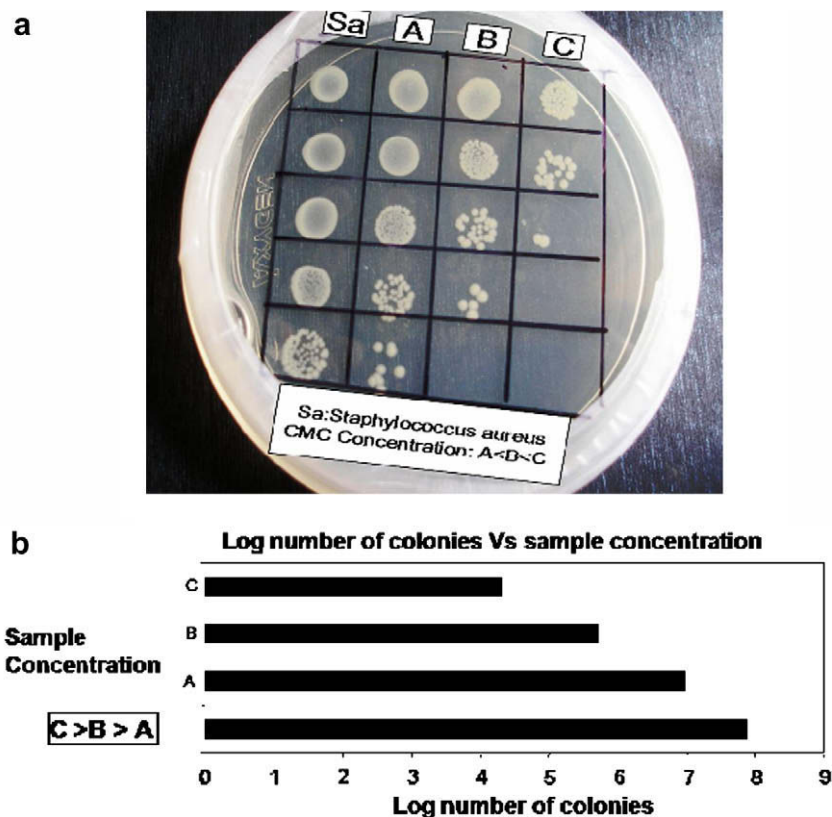 a
Sa A B C
Sa:Staphylococcus aureus
CMC Concentration: A<B<C
b
Log number of colonies Vs sample concentration
C
B
A
Sample
Concentration
C >B > A
0 1 2 3 4 5 6 7 8 9
Log number of colonies